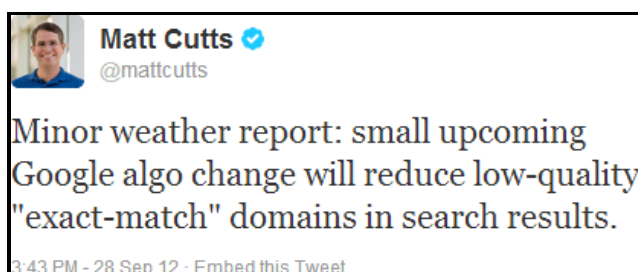 Matt Cutts
@mattcutts
Minor weather report: small upcoming
Google algo change will reduce low-quality
"exact-match" domains in search results.
3:43 PM - 28 Sep 12 · Embed this Tweet